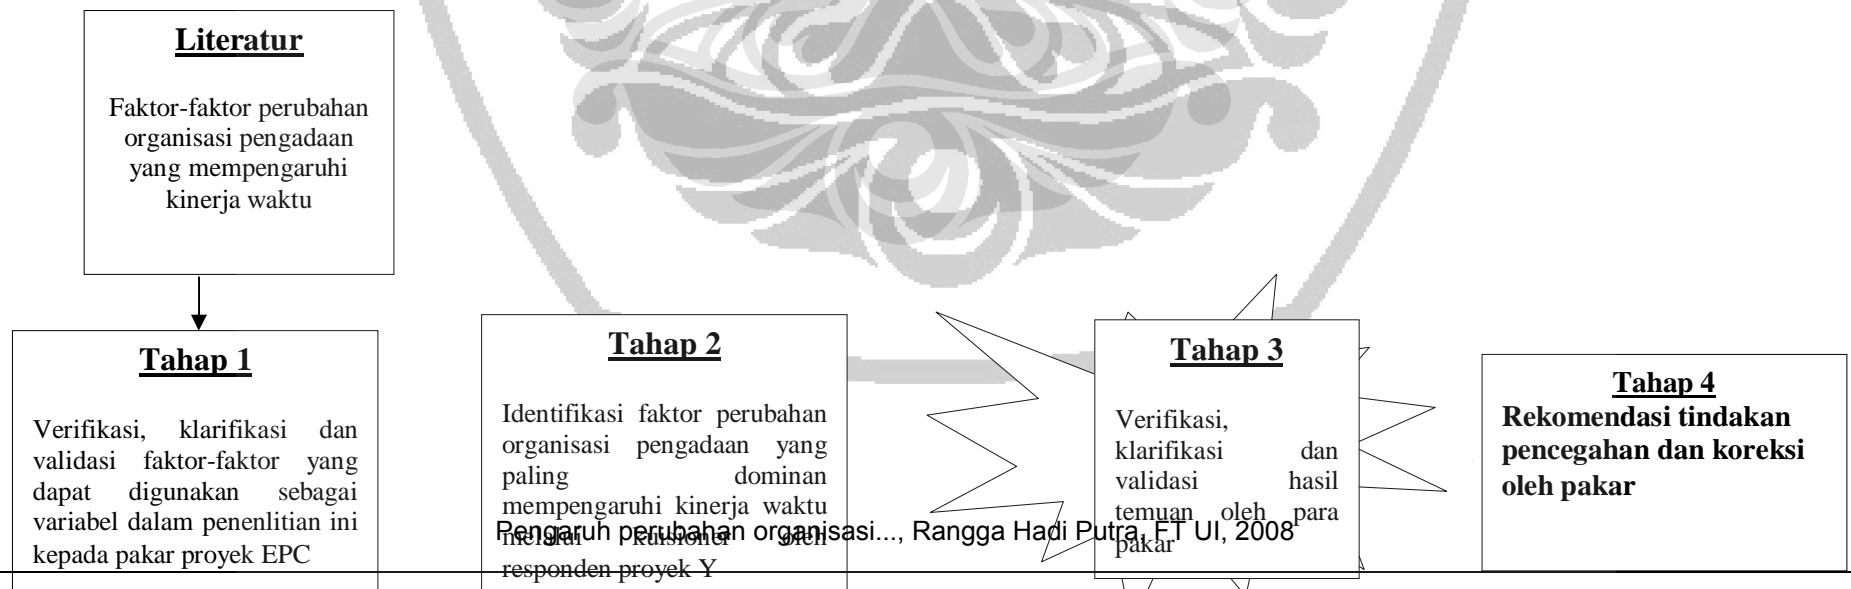 Literatur
Faktor-faktor perubahan
organisasi pengadaan
yang mempengaruhi
kinerja waktu
Tahap 1
Verifikasi, klarifikasi dan
validasi faktor-faktor yang
dapat digunakan sebagai
variabel dalam penenlitian ini
kepada pakar proyek EPC
Tahap 2
Identifikasi faktor perubahan
organisasi pengadaan yang
paling dominan
mempengaruhi kinerja waktu
melalui kuisioner oleh
responden proyek Y
Tahap 3
Verifikasi,
klarifikasi dan
validasi hasil
temuan oleh para
pakar
Tahap 4
Rekomendasi tindakan
pencegahan dan koreksi
oleh pakar
Pengaruh perubahan organisasi..., Rangga Hadi Putra, FT UI, 2008